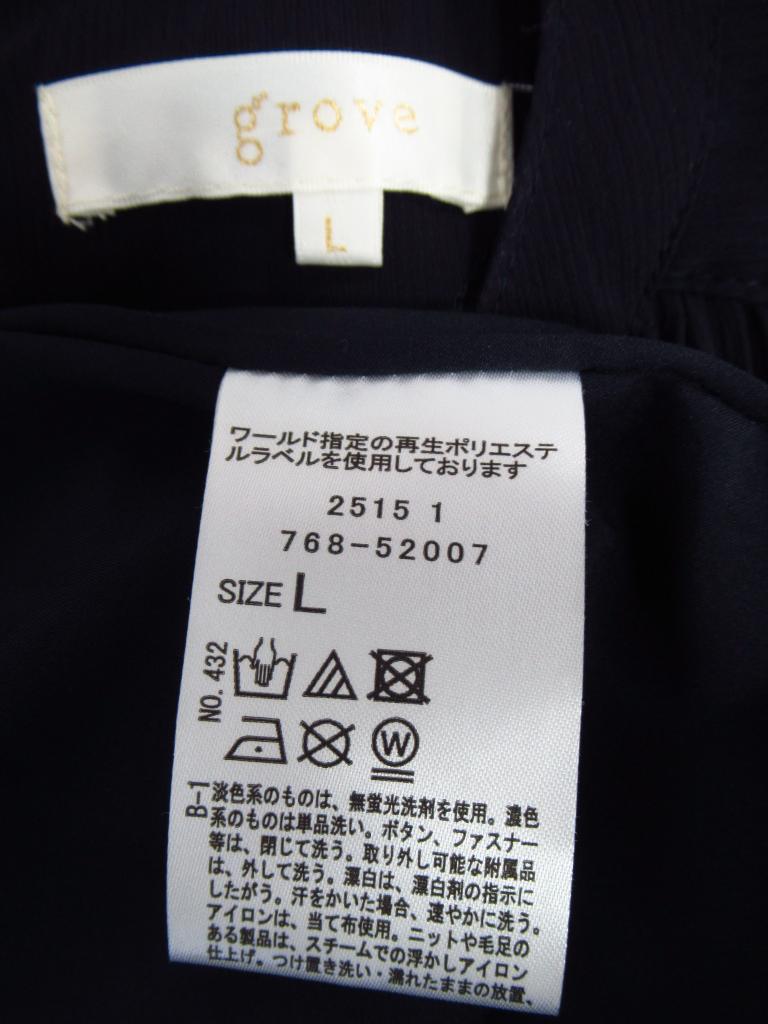 grove
L
ワールド指定の再生ポリエステ
ルラベルを使用しております
2515 1
768-52007
SIZE L
NO. 432
W
B-1
淡色系のものは、無蛍光洗剤を使用。濃色
系のものは単品洗い。ボタン、ファスナー
等は、閉じて洗う。取り外し可能な附属品
は、外して洗う。漂白は、漂白剤の指示に
したがう。汗をかいた場合、速やかに洗う。
アイロンは、当て布使用。ニットや毛足の
ある製品は、スチームでの浮かしアイロン
仕上げ。つけ置き洗い・濡れたままの放置、